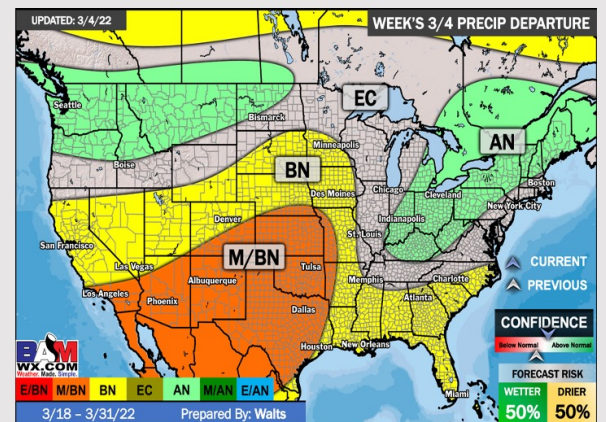 UPDATED: 3/4/22
WEEK'S 3/4 PRECIP DEPARTURE
Seattle
EC
Bismarck
AN
Minneapolis
Boise
BN
Boston
Chicago
Cleveland
Des Moines
New York City
Indianapolis
Denver
St. Louis
San Francisco
M/BN
CURRENT
Las Vegas
Tulsa
PREVIOUS
Memphis
Charlotte
Albuquerque
Los Angeles
Atlanta
Phoenix
Dallas
CONFIDENCE
Below Normal
Above Normal
Houston
New Orleans
BAM
WX.COM
Weather. Made. Simple.
FORECAST RISK
E/BN M/BN BN EC AN M/AN E/AN
Miami
WETTER DRIER
50% 50%
3/18 – 3/31/22 Prepared By: Walts